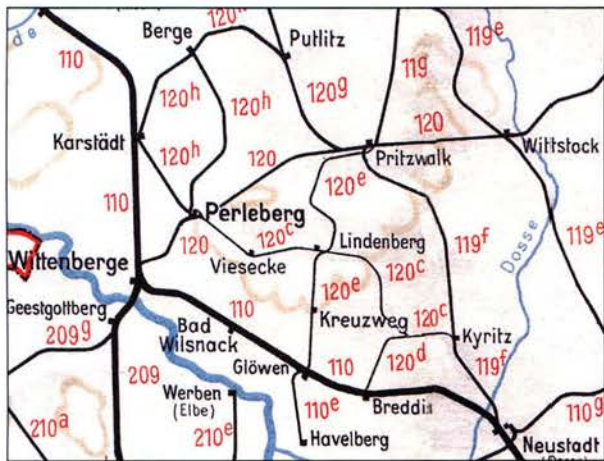 de
110
Berge
120h
Putlitz
119e
120h
120h
120g
119
120
Karstädt
120h
120
Pritzwalk
Wittstock
110
120e
Perleberg
120c
Lindenberg
119f
Dosse
119e
Wittenberge
120
Viesecke
120c
Geestgottberg
110
120e
120c
209g
Bad
Wilsnack
Kreuzweg
Kyritz
Glöwen
110
120d
119f
209
Werben
(Elbe)
110e
Breddin
110g
210a
210e
Havelberg
Neustadt
(Dosse)